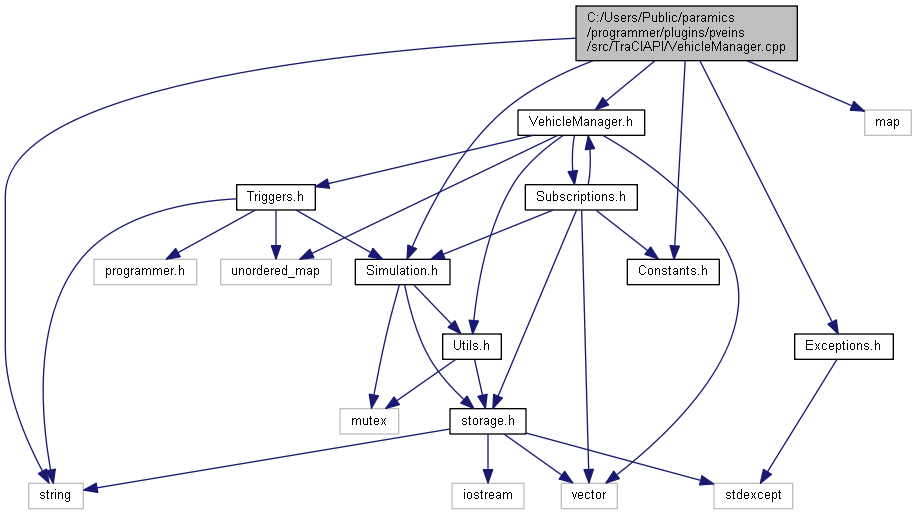 C:/Users/Public/paramics
/programmer/plugins/pveins
/src/TraCIAPI/VehicleManager.cpp
VehicleManager.h
map
Triggers.h
Subscriptions.h
programmer.h
unordered_map
Simulation.h
Constants.h
Utils.h
Exceptions.h
mutex
storage.h
string
iostream
vector
stdexcept